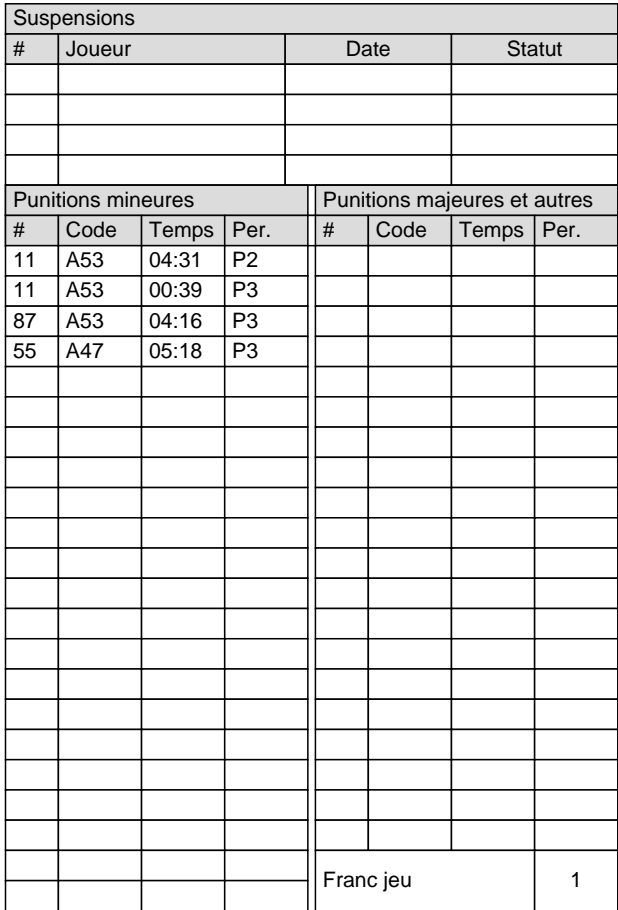 Suspensions
# Joueur Date Statut
Punitions mineures Punitions majeures et autres
# Code Temps Per. # Code Temps Per.
11 A53 04:31 P2
11 A53 00:39 P3
87 A53 04:16 P3
55 A47 05:18 P3
Franc jeu 1